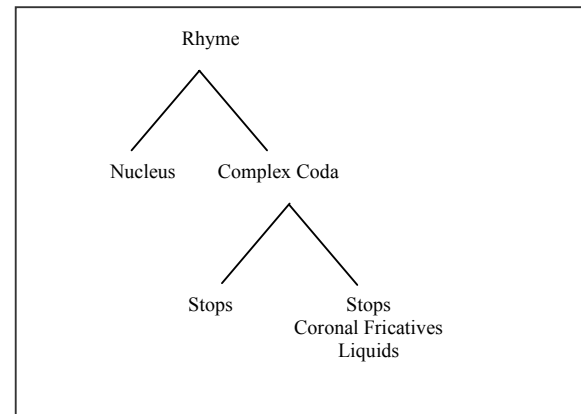 Rhyme
Nucleus
Complex Coda
Stops
Stops
Coronal Fricatives
Liquids